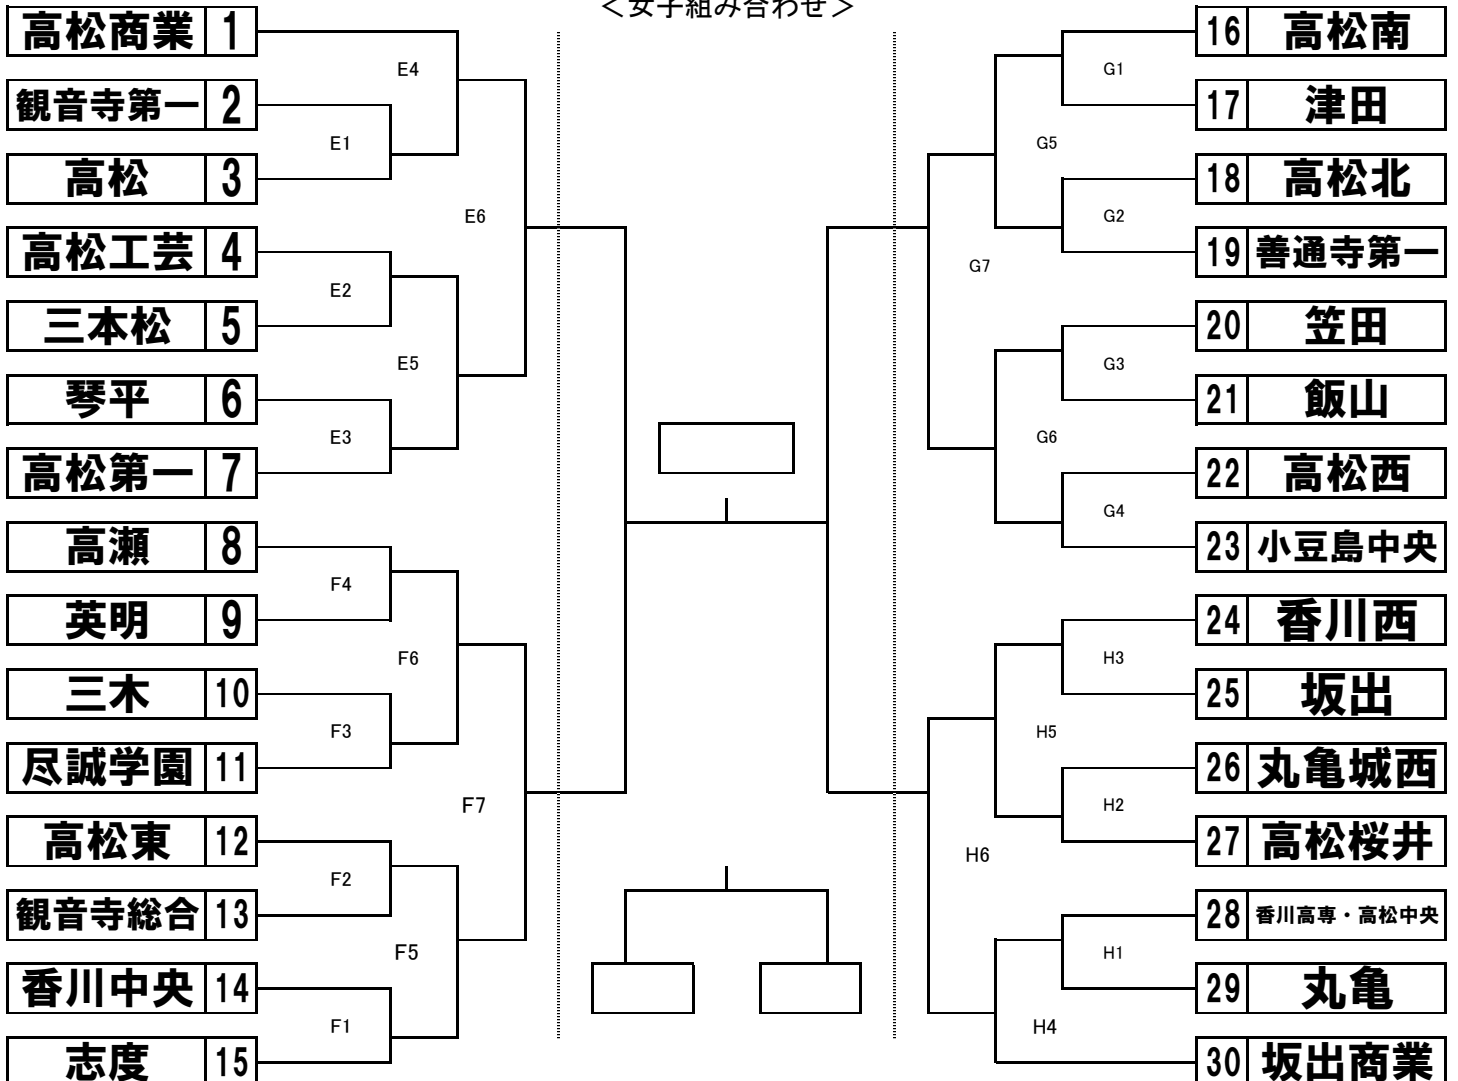 ＜女子組み合わせ＞
高松商業 1
観音寺第一 2
高松 3
高松工芸 4
三本松 5
琴平 6
高松第一 7
高瀬 8
英明 9
三木 10
尽誠学園 11
高松東 12
観音寺総合 13
香川中央 14
志度 15
E4
E1
E6
E2
E5
E3
F4
F6
F3
F7
F2
F5
F1
G1
G5
G2
G7
G3
G6
G4
H3
H5
H2
H6
H1
H4
16 高松南
17 津田
18 高松北
19 善通寺第一
20 笠田
21 飯山
22 高松西
23 小豆島中央
24 香川西
25 坂出
26 丸亀城西
27 高松桜井
28 香川高専・高松中央
29 丸亀
30 坂出商業